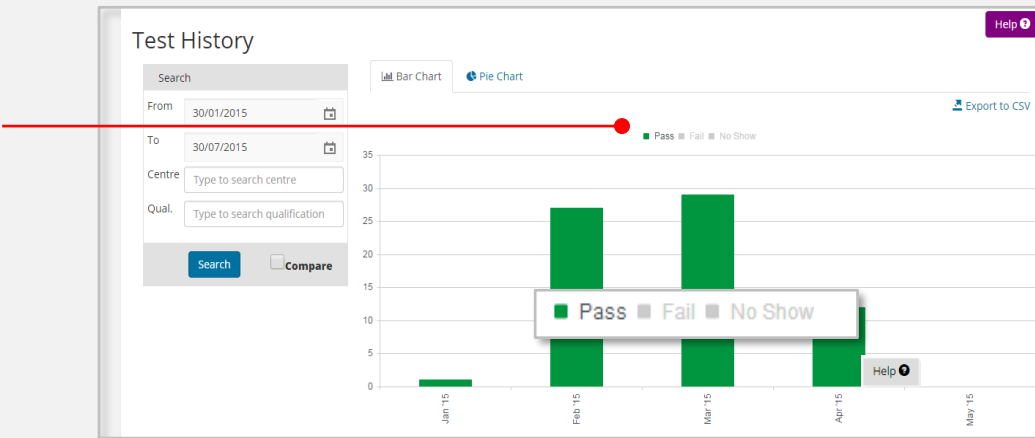 Help
Test History
Search
Bar Chart
Pie Chart
From
30/01/2015
Export to CSV
To
30/07/2015
Pass Fail No Show
Centre
Type to search centre
Qual.
Type to search qualification
Search
Compare
35
30
25
20
15
10
5
0
Pass Fail No Show
Help
Jan '15
Feb '15
Mar '15
Apr '15
May '15